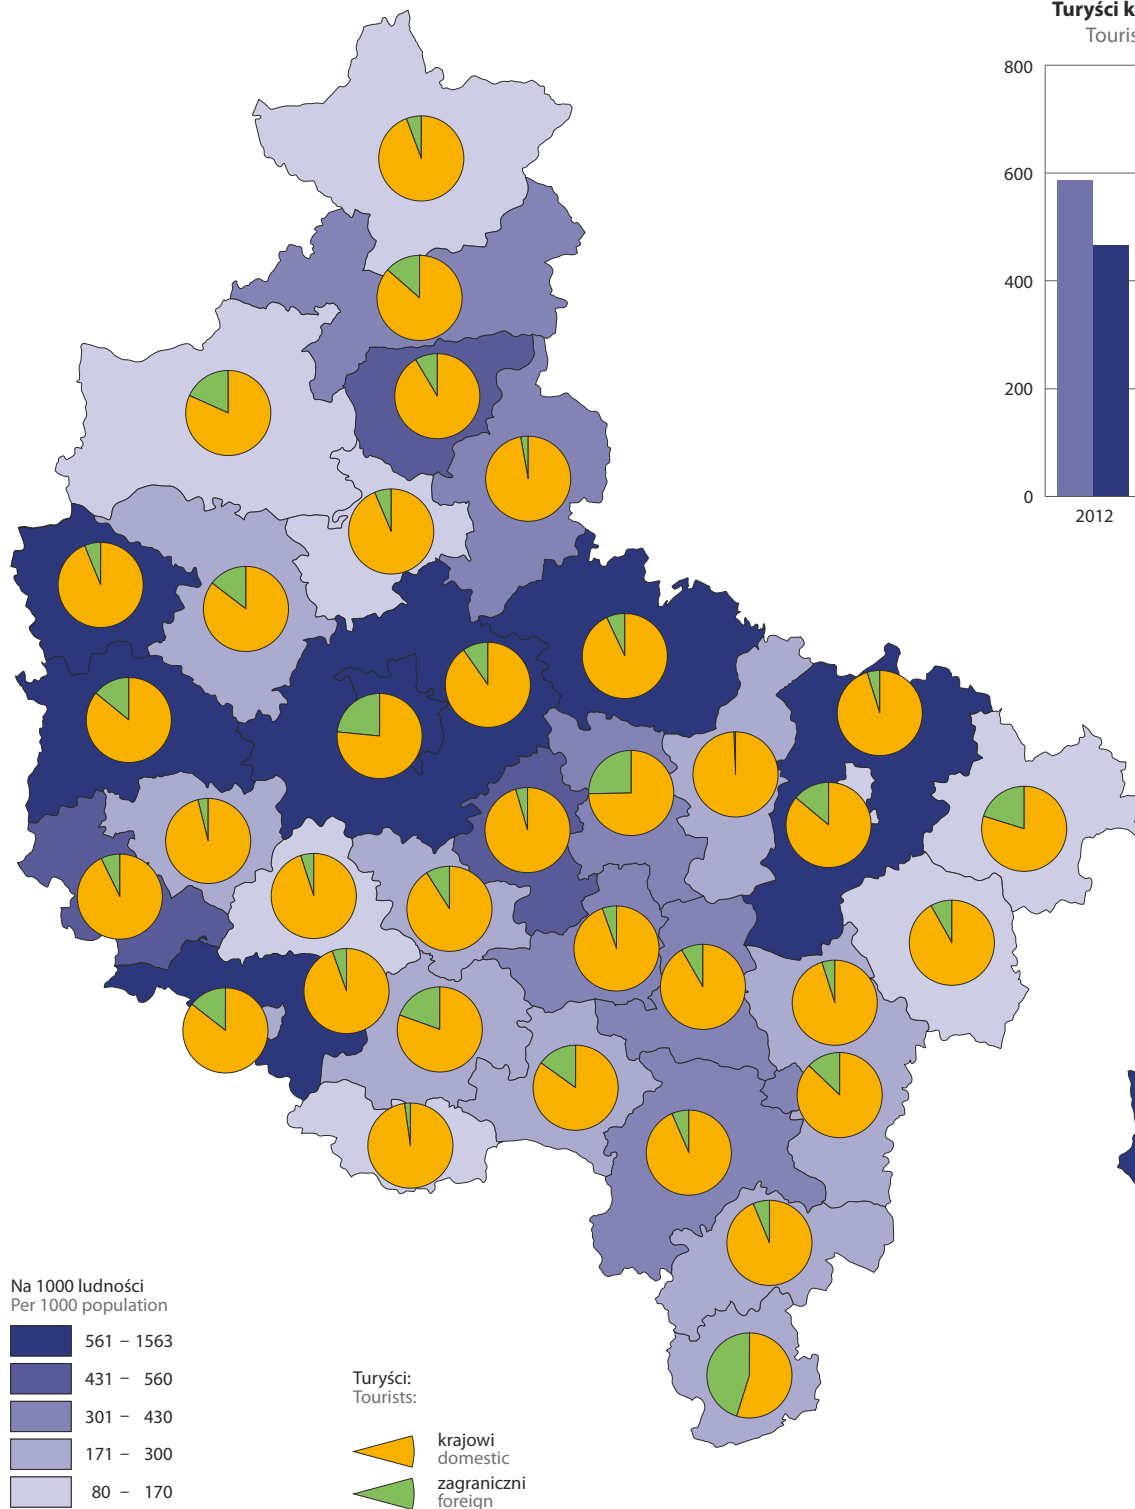 Turyści k
Touris
800
600
400
200
0
2012
Na 1000 ludności
Per 1000 population
561 – 1563
431 – 560
301 – 430
171 – 300
80 – 170
Turyści:
Tourists:
krajowi
domestic
zagraniczni
foreign